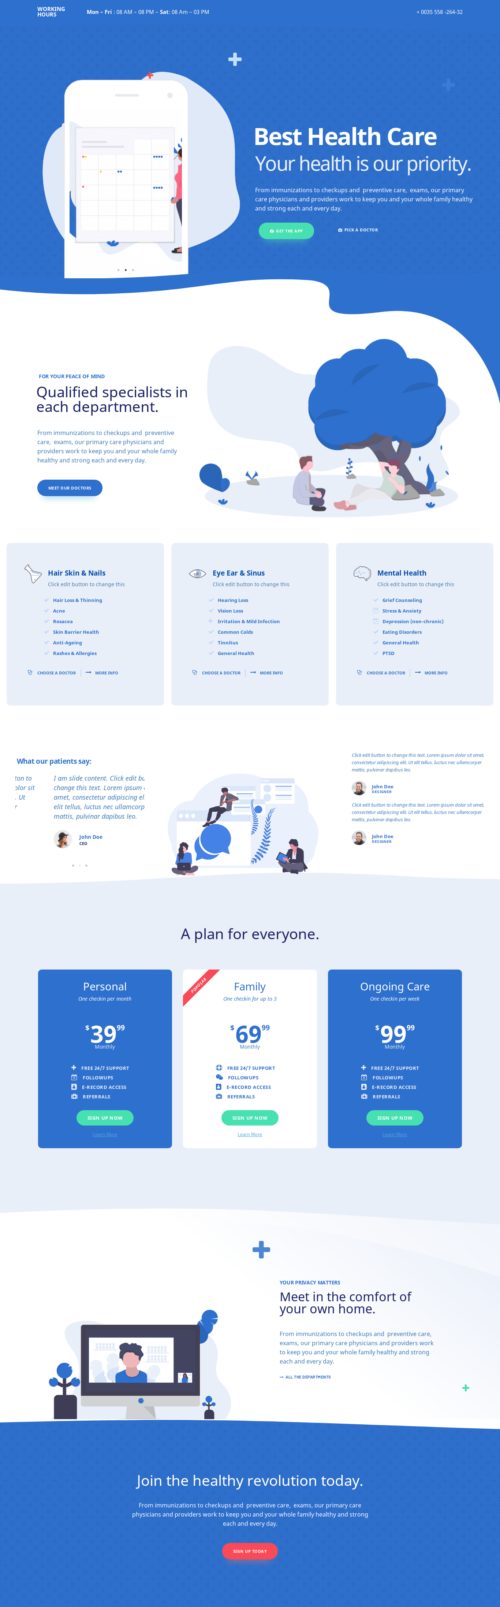 WORKING
HOURS
Mon – Fri : 08 AM – 08 PM – Sat: 08 Am – 03 PM
+ 0035 558 -264-32
Best Health Care
Your health is our priority.
From immunizations to checkups and preventive care, exams, our primary
care physicians and providers work to keep you and your whole family healthy
and strong each and every day.
GET THE APP
PICK A DOCTOR
FOR YOUR PEACE OF MIND
Qualified specialists in
each department.
From immunizations to checkups and preventive
care, exams, our primary care physicians and
providers work to keep you and your whole family
healthy and strong each and every day.
MEET OUR DOCTORS
Hair Skin & Nails
Click edit button to change this
Hair Loss & Thinning
Acne
Rosacea
Skin Barrier Health
Anti-Ageing
Rashes & Allergies
CHOOSE A DOCTOR
MORE INFO
Eye Ear & Sinus
Click edit button to change this
Hearing Loss
Vision Loss
Irritation & Mild Infection
Common Colds
Tinnitus
General Health
CHOOSE A DOCTOR
MORE INFO
Mental Health
Click edit button to change this
Grief Counseling
Stress & Anxiety
Depression (non-chronic)
Eating Disorders
General Health
PTSD
CHOOSE A DOCTOR
MORE INFO
What our patients say:
I am slide content. Click edit bu
change this text. Lorem ipsum
amet, consectetur adipiscing el
elit tellus, luctus nec ullamcorp
mattis, pulvinar dapibus leo.
John Doe
CEO
Click edit button to change this text. Lorem ipsum dolor sit amet,
consectetur adipiscing elit. Ut elit tellus, luctus nec ullamcorper
mattis, pulvinar dapibus leo.
John Doe
DESIGNER
Click edit button to change this text. Lorem ipsum dolor sit amet,
consectetur adipiscing elit. Ut elit tellus, luctus nec ullamcorper
mattis, pulvinar dapibus leo.
John Doe
DESIGNER
A plan for everyone.
Personal
One checkin per month
$39.99
Monthly
FREE 24/7 SUPPORT
FOLLOWUPS
E-RECORD ACCESS
REFERRALS
SIGN UP NOW
Learn More
POPULAR
Family
One checkin for up to 3
$69.99
Monthly
FREE 24/7 SUPPORT
FOLLOWUPS
E-RECORD ACCESS
REFERRALS
SIGN UP NOW
Learn More
Ongoing Care
One checkin per week
$99.99
Monthly
FREE 24/7 SUPPORT
FOLLOWUPS
E-RECORD ACCESS
REFERRALS
SIGN UP NOW
Learn More
YOUR PRIVACY MATTERS
Meet in the comfort of
your own home.
From immunizations to checkups and preventive care,
exams, our primary care physicians and providers work
to keep you and your whole family healthy and strong
each and every day.
ALL THE DEPARTMENTS
Join the healthy revolution today.
From immunizations to checkups and preventive care, exams, our primary care
physicians and providers work to keep you and your whole family healthy and strong
each and every day.
SIGN UP TODAY